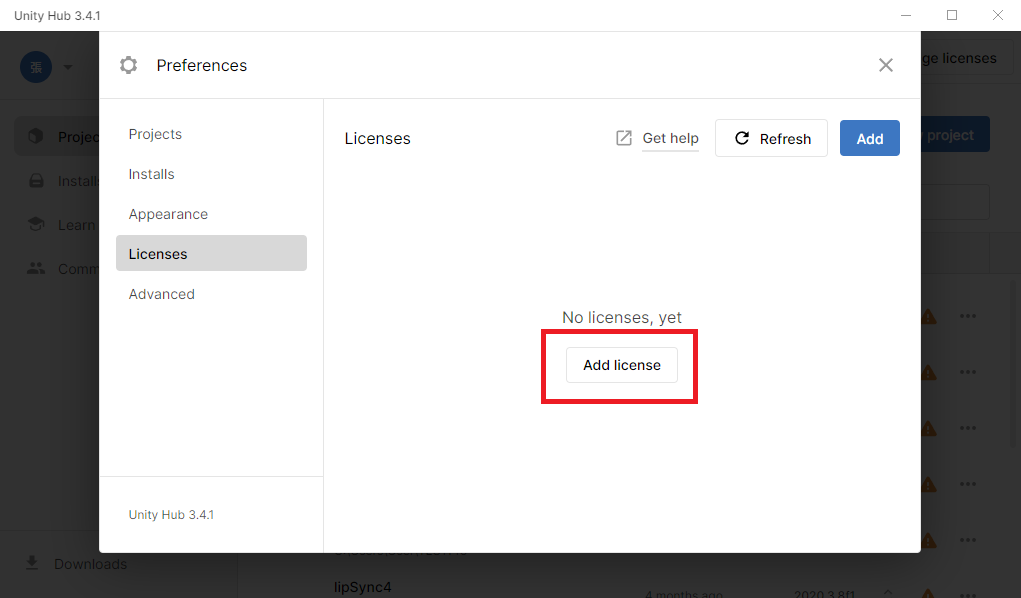 Unity Hub 3.4.1
張
Preferences
ge licenses
Projec
Installs
Learn
Comm
Projects
Installs
Appearance
Licenses
Advanced
Unity Hub 3.4.1
Licenses
Get help
Refresh
Add
project
No licenses, yet
Add license
Downloads
lipSync4
4 months ago
2020.3.8f1